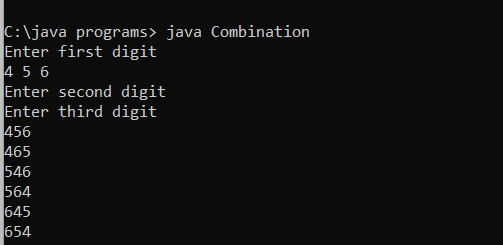 C:\java programs> java Combination
Enter first digit
4 5 6
Enter second digit
Enter third digit
456
465
546
564
645
654